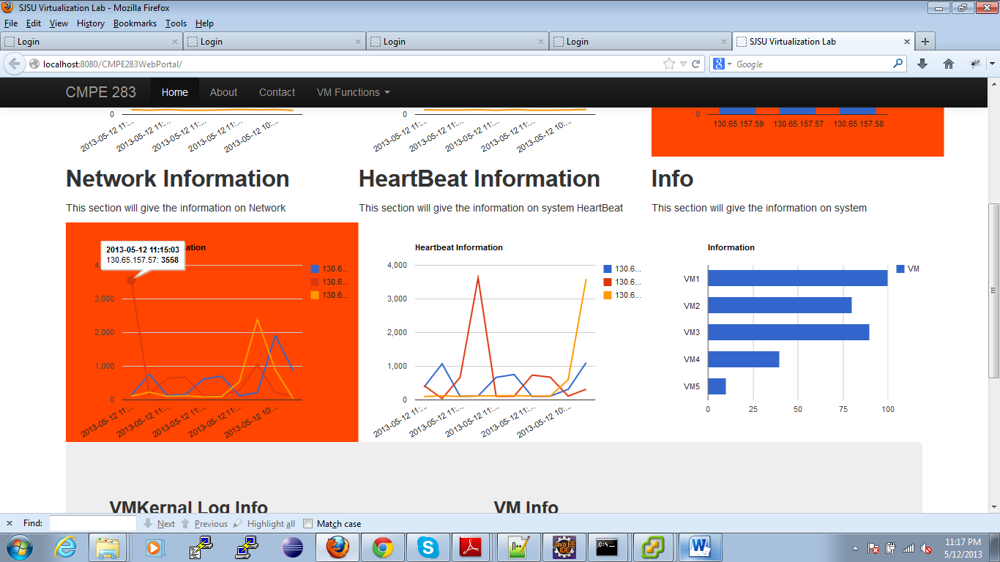 SJSU Virtualization Lab - Mozilla Firefox
File Edit View History Bookmarks Tools Help
Login Login Login Login SJSU Virtualization Lab
localhost:8080/CMPE283WebPortal/ Google
CMPE 283 Home About Contact VM Functions
0 0 0
130.65.157.59 130.65.157.57 130.65.157.58
2013-05-12 11:... 2013-05-12 11:... 2013-05-12 11:... 2013-05-12 11:... 2013-05-12 10:...
2013-05-12 11:... 2013-05-12 11:... 2013-05-12 11:... 2013-05-12 11:... 2013-05-12 10:...
Network Information
This section will give the information on Network
2013-05-12 11:15:03
130.65.157.57: 3558
ation
4
3,000
2,000
1,000
0
130.6...
130.6...
130.6...
2013-05-12 11:... 2013-05-12 11:... 2013-05-12 11:... 2013-05-12 11:... 2013-05-12 10:...
HeartBeat Information
This section will give the information on system HeartBeat
Heartbeat Information
4,000
3,000
2,000
1,000
0
130.6...
130.6...
130.6...
2013-05-12 11:... 2013-05-12 11:... 2013-05-12 11:... 2013-05-12 11:... 2013-05-12 10:...
Info
This section will give the information on system
Information
VM1
VM2
VM3
VM4
VM5
0 25 50 75 100
VM
VMKernal Log Info
VM Info
Find: Next Previous Highlight all Match case
11:17 PM
5/12/2013